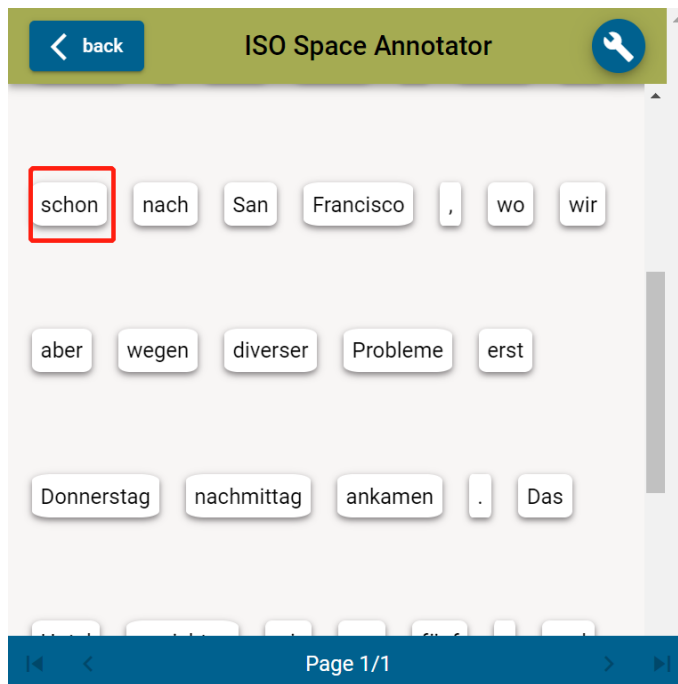 back ISO Space Annotator
schon nach San Francisco , wo wir
aber wegen diverser Probleme erst
Donnerstag nachmittag ankamen . Das
Page 1/1